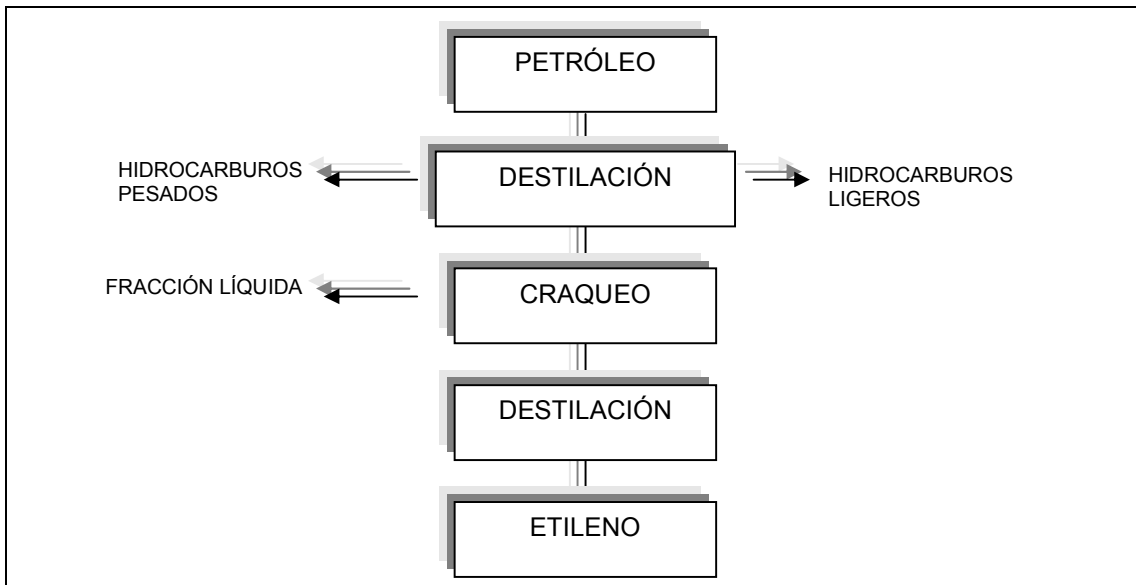 PETRÓLEO
HIDROCARBUROS
PESADOS
DESTILACIÓN
HIDROCARBUROS
LIGEROS
FRACCIÓN LÍQUIDA
CRAQUEO
DESTILACIÓN
ETILENO